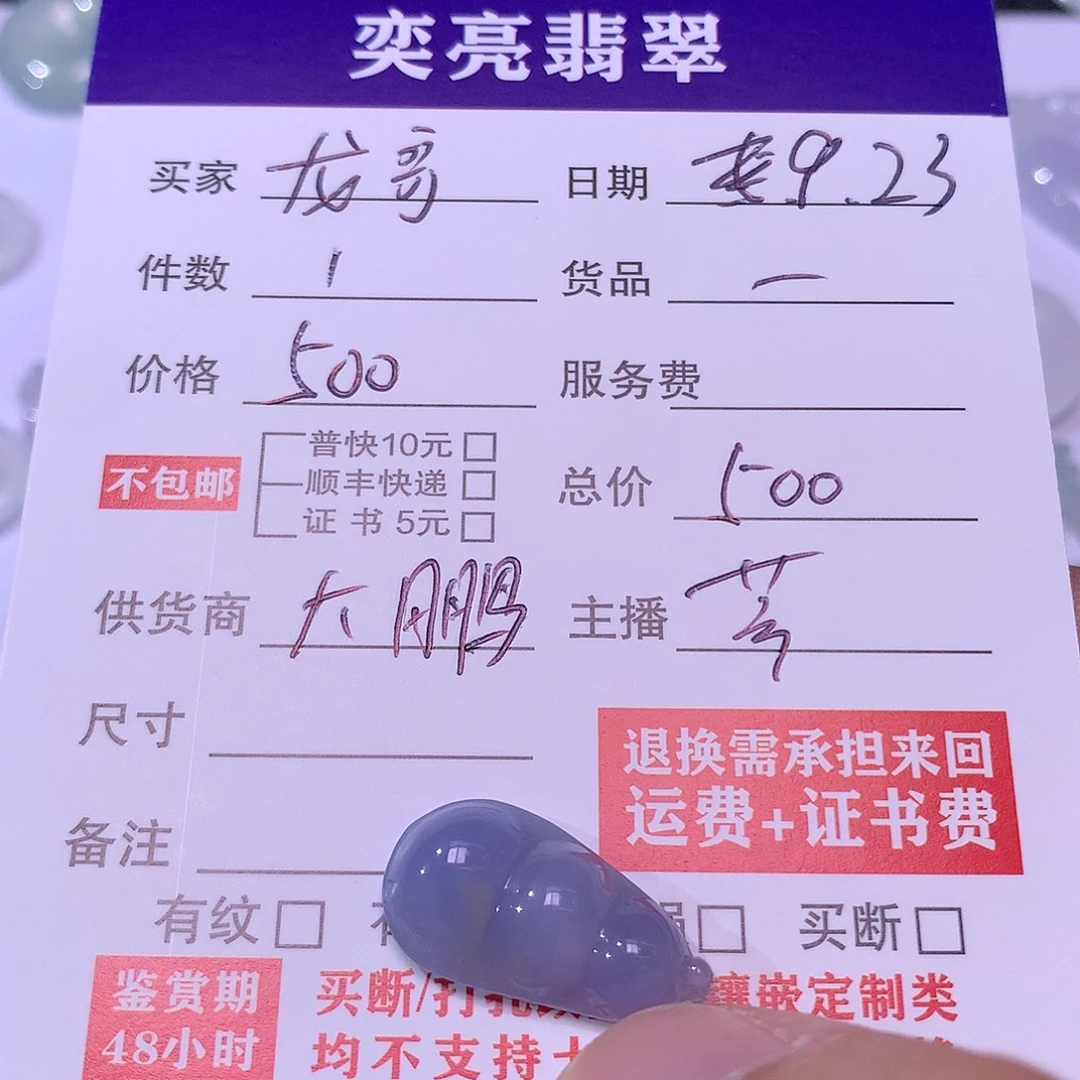 奕亮翡翠
买家 龙哥 日期 9.23
件数 1 货品 一
价格 500 服务费
不包邮 普快10元
顺丰快递
证书 5元
总价 500
供货商 大鹏 主播
尺寸
备注
退换需承担来回
运费+证书费
有纹 买断
鉴赏期
48小时
买断/打孔 镶嵌定制类
均不支持